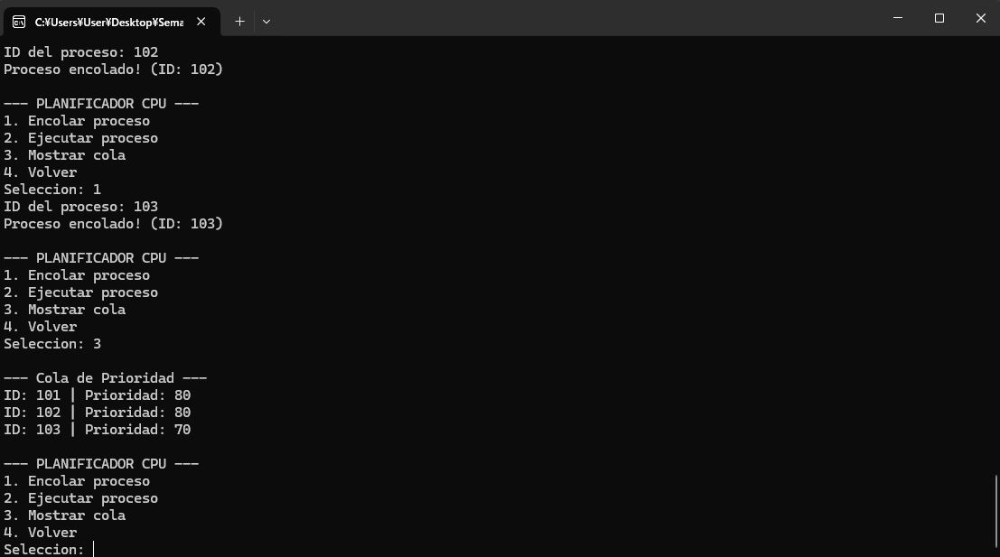 C:¥Users¥User¥Desktop¥Sema
ID del proceso: 102
Proceso encolado! (ID: 102)
--- PLANIFICADOR CPU ---
1. Encolar proceso
2. Ejecutar proceso
3. Mostrar cola
4. Volver
Seleccion: 1
ID del proceso: 103
Proceso encolado! (ID: 103)
--- PLANIFICADOR CPU ---
1. Encolar proceso
2. Ejecutar proceso
3. Mostrar cola
4. Volver
Seleccion: 3
--- Cola de Prioridad ---
ID: 101 | Prioridad: 80
ID: 102 | Prioridad: 80
ID: 103 | Prioridad: 70
--- PLANIFICADOR CPU ---
1. Encolar proceso
2. Ejecutar proceso
3. Mostrar cola
4. Volver
Seleccion: